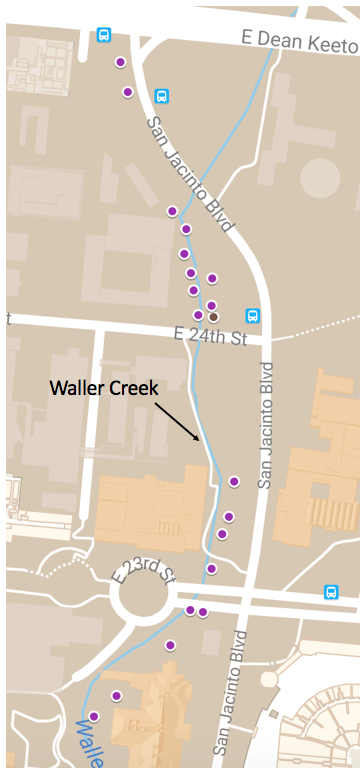 E Dean Keeto
San Jacinto Blvd
t
E 24th St
Waller Creek
San Jacinto Blvd
E 23rd St
San Jacinto Blvd
Walle